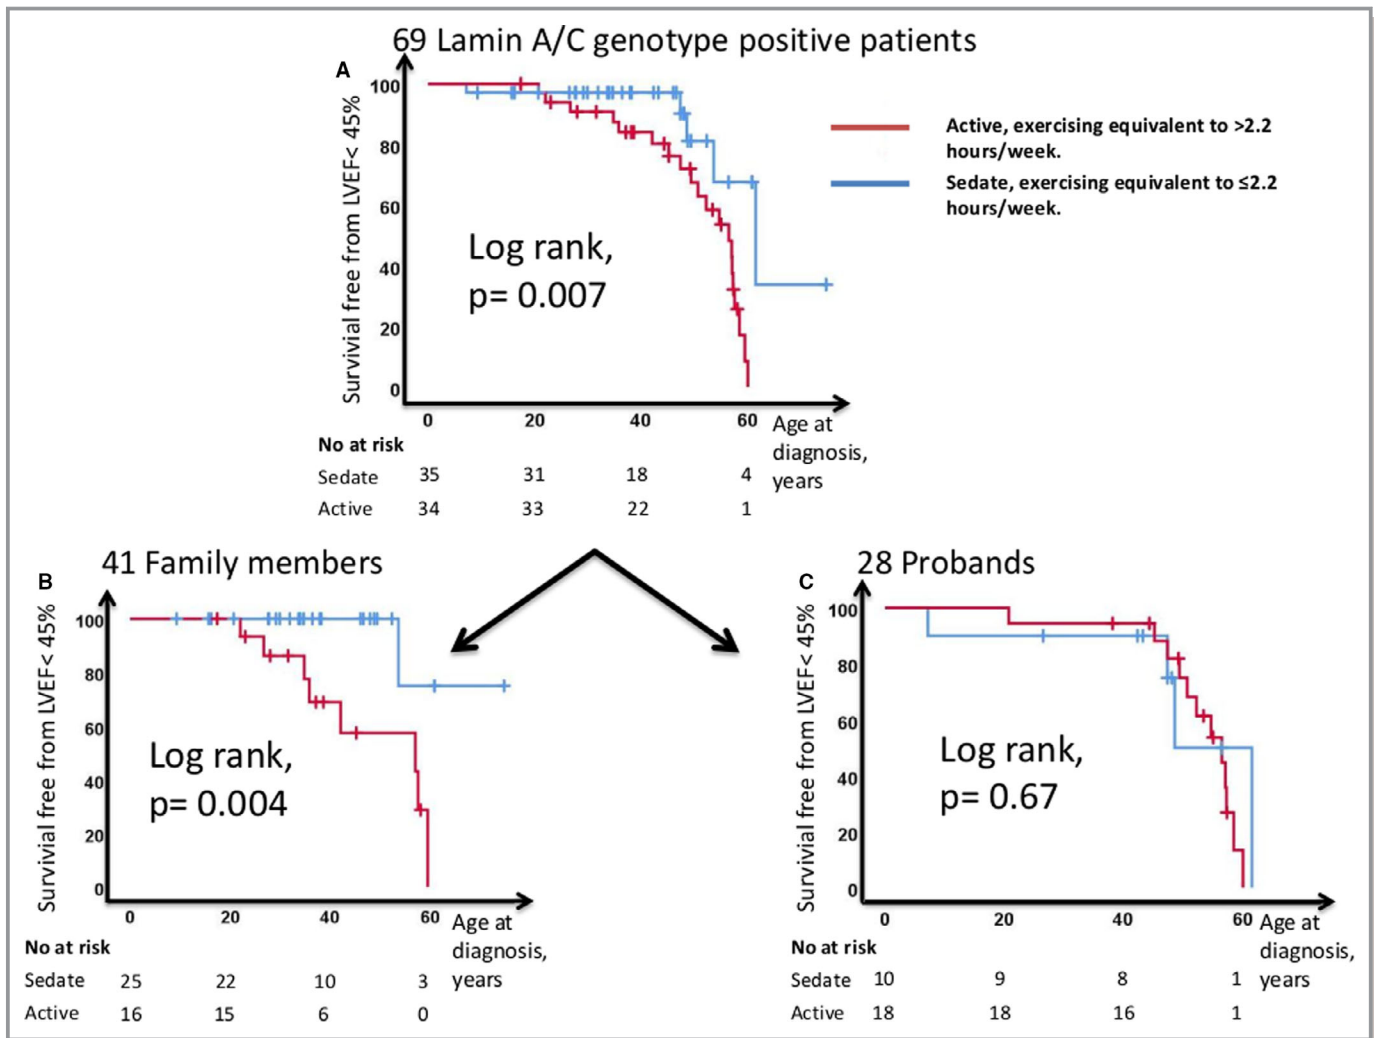 69 Lamin A/C genotype positive patients
A
Survivial free from LVEF< 45%
100
80
60
40
20
0
Log rank,
p= 0.007
0 20 40 60
Age at
diagnosis,
years
No at risk
Sedate 35 31 18 4
Active 34 33 22 1
Active, exercising equivalent to >2.2
hours/week.
Sedate, exercising equivalent to ≤2.2
hours/week.
41 Family members
B
Survivial free from LVEF< 45%
100
80
60
40
20
0
Log rank,
p= 0.004
0 20 40 60
Age at
diagnosis,
years
No at risk
Sedate 25 22 10 3
Active 16 15 6 0
28 Probands
C
Survivial free from LVEF< 45%
100
80
60
40
20
0
Log rank,
p= 0.67
0 20 40 60
Age at
diagnosis,
years
No at risk
Sedate 10 9 8 1
Active 18 18 16 1